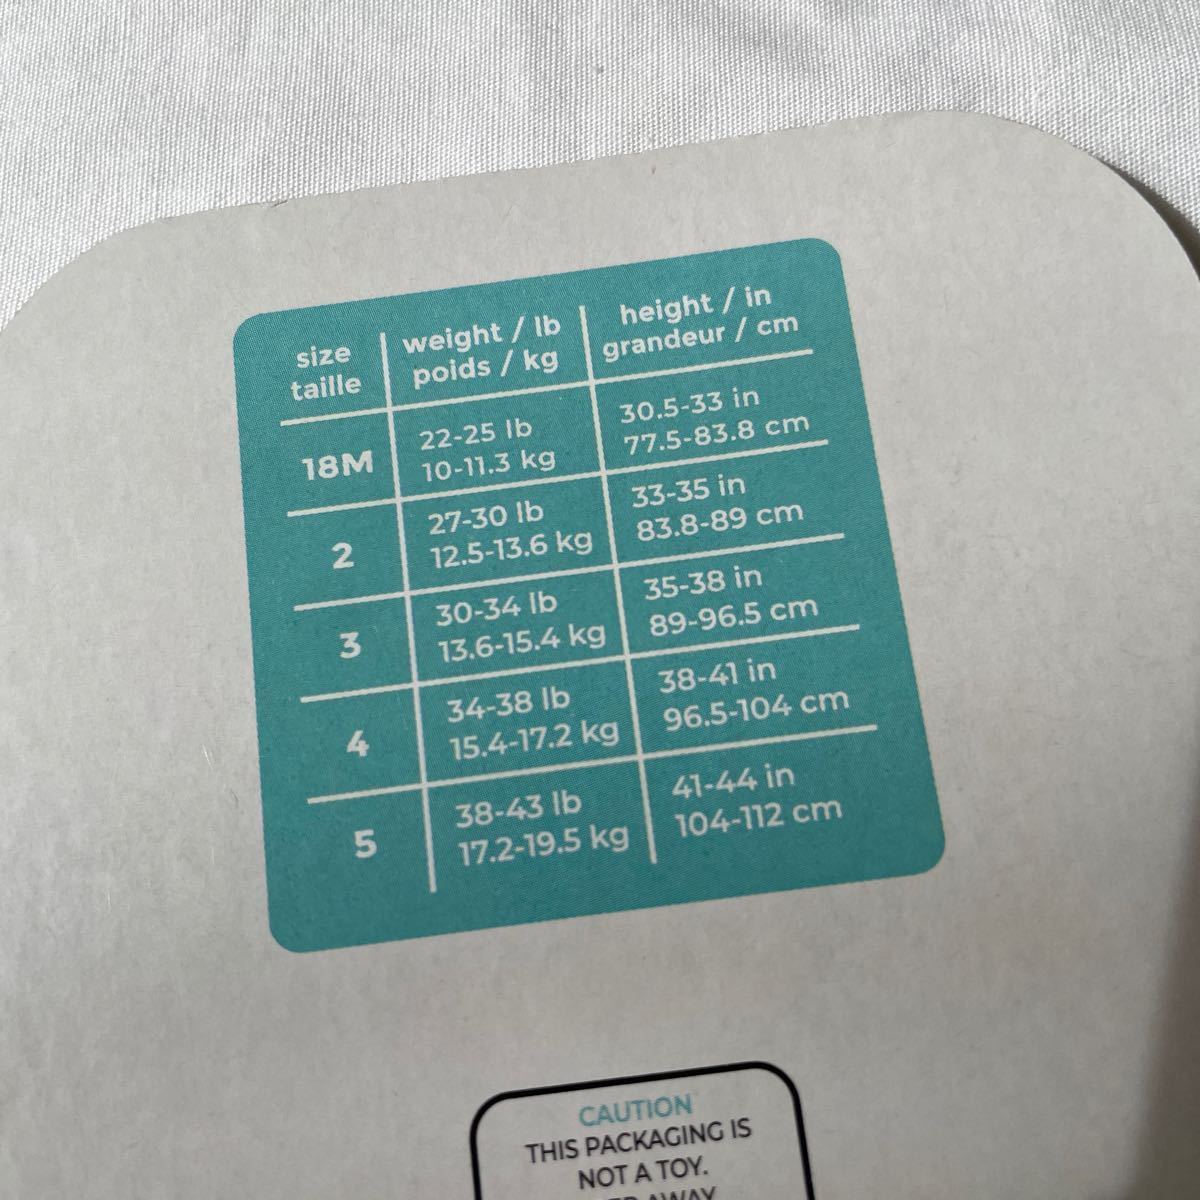 size
taille
weight / lb
poids / kg
height / in
grandeur / cm
18M
22-25 lb
10-11.3 kg
30.5-33 in
77.5-83.8 cm
2
27-30 lb
12.5-13.6 kg
33-35 in
83.8-89 cm
3
30-34 lb
13.6-15.4 kg
35-38 in
89-96.5 cm
4
34-38 lb
15.4-17.2 kg
38-41 in
96.5-104 cm
5
38-43 lb
17.2-19.5 kg
41-44 in
104-112 cm
CAUTION
THIS PACKAGING IS
NOT A TOY.
AWAY